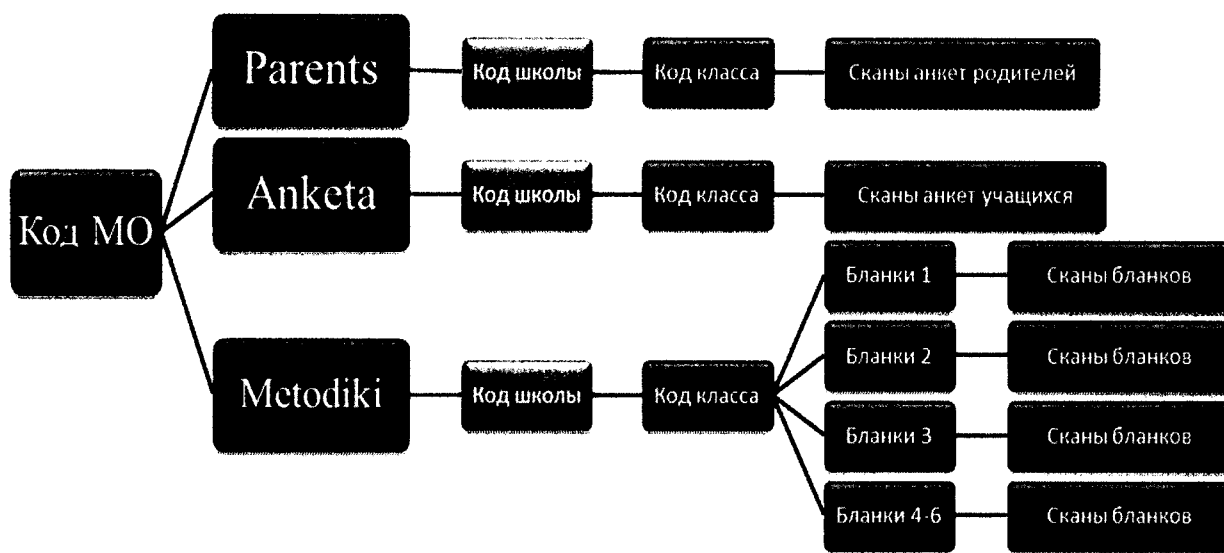 Код МО
Parents
Код школы
Код класса
Сканы анкет родителей
Anketa
Код школы
Код класса
Сканы анкет учащихся
Metodiki
Код школы
Код класса
Бланки 1
Сканы бланков
Бланки 2
Сканы бланков
Бланки 3
Сканы бланков
Бланки 4-6
Сканы бланков